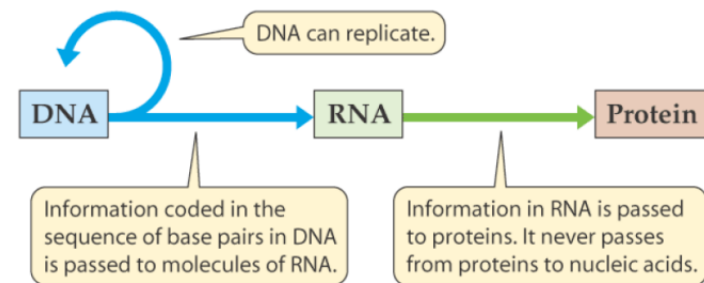 DNA can replicate.
DNA
RNA
Protein
Information coded in the
sequence of base pairs in DNA
is passed to molecules of RNA.
Information in RNA is passed
to proteins. It never passes
from proteins to nucleic acids.